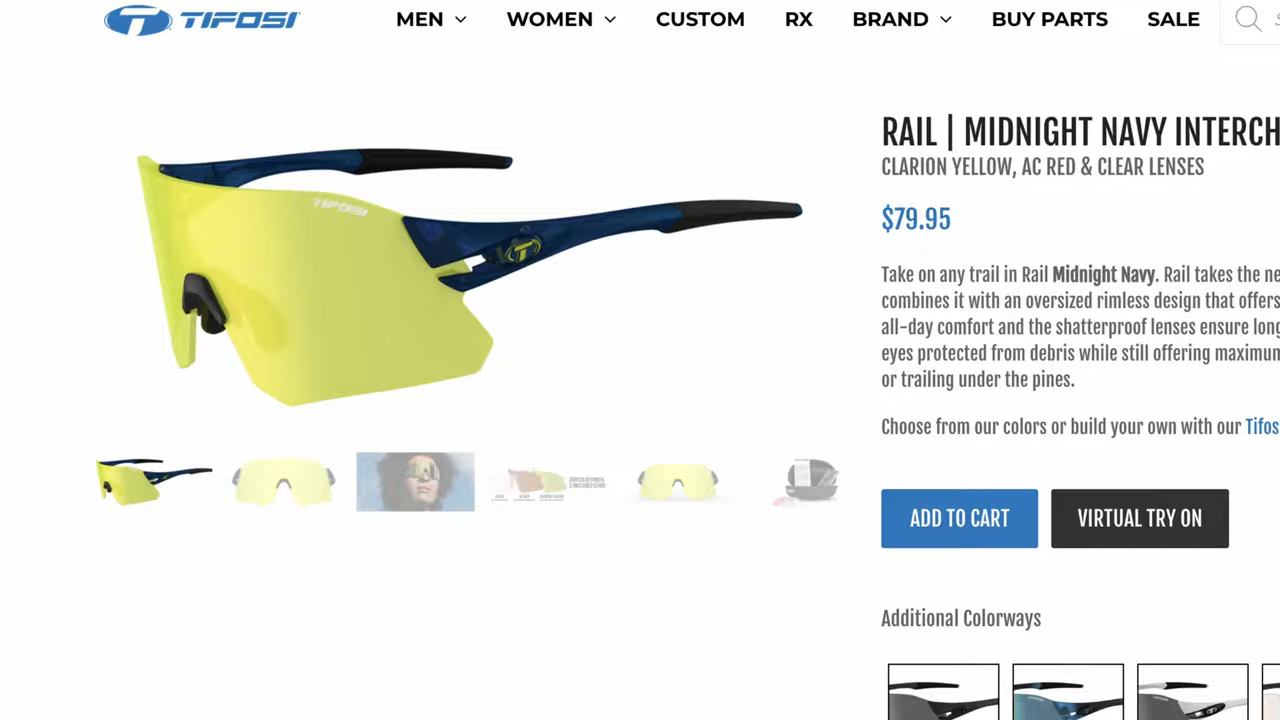 TIFOSI
MEN
WOMEN
CUSTOM
RX
BRAND
BUY PARTS
SALE
TIFOSI
RAIL | MIDNIGHT NAVY INTERCH
CLARION YELLOW, AC RED & CLEAR LENSES
$79.95
Take on any trail in Rail Midnight Navy. Rail takes the ne
combines it with an oversized rimless design that offers
all-day comfort and the shatterproof lenses ensure long
eyes protected from debris while still offering maximum
or trailing under the pines.
Choose from our colors or build your own with our Tifos
ADD TO CART
VIRTUAL TRY ON
Additional Colorways